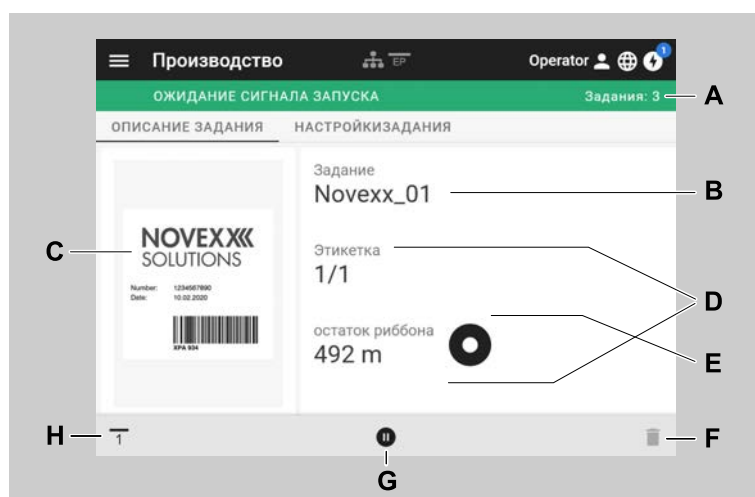 Производство
EP
Operator
1
ОЖИДАНИЕ СИГНАЛА ЗАПУСКА
Задания: 3
A
ОПИСАНИЕ ЗАДАНИЯ
НАСТРОЙКИЗАДАНИЯ
Задание
Novexx_01
B
C
NOVEXX
SOLUTIONS
Number: 1234567890
Date: 10.02.2020
XPA 934
Этикетка
1/1
D
остаток риббона
492 m
E
H
1
G
F